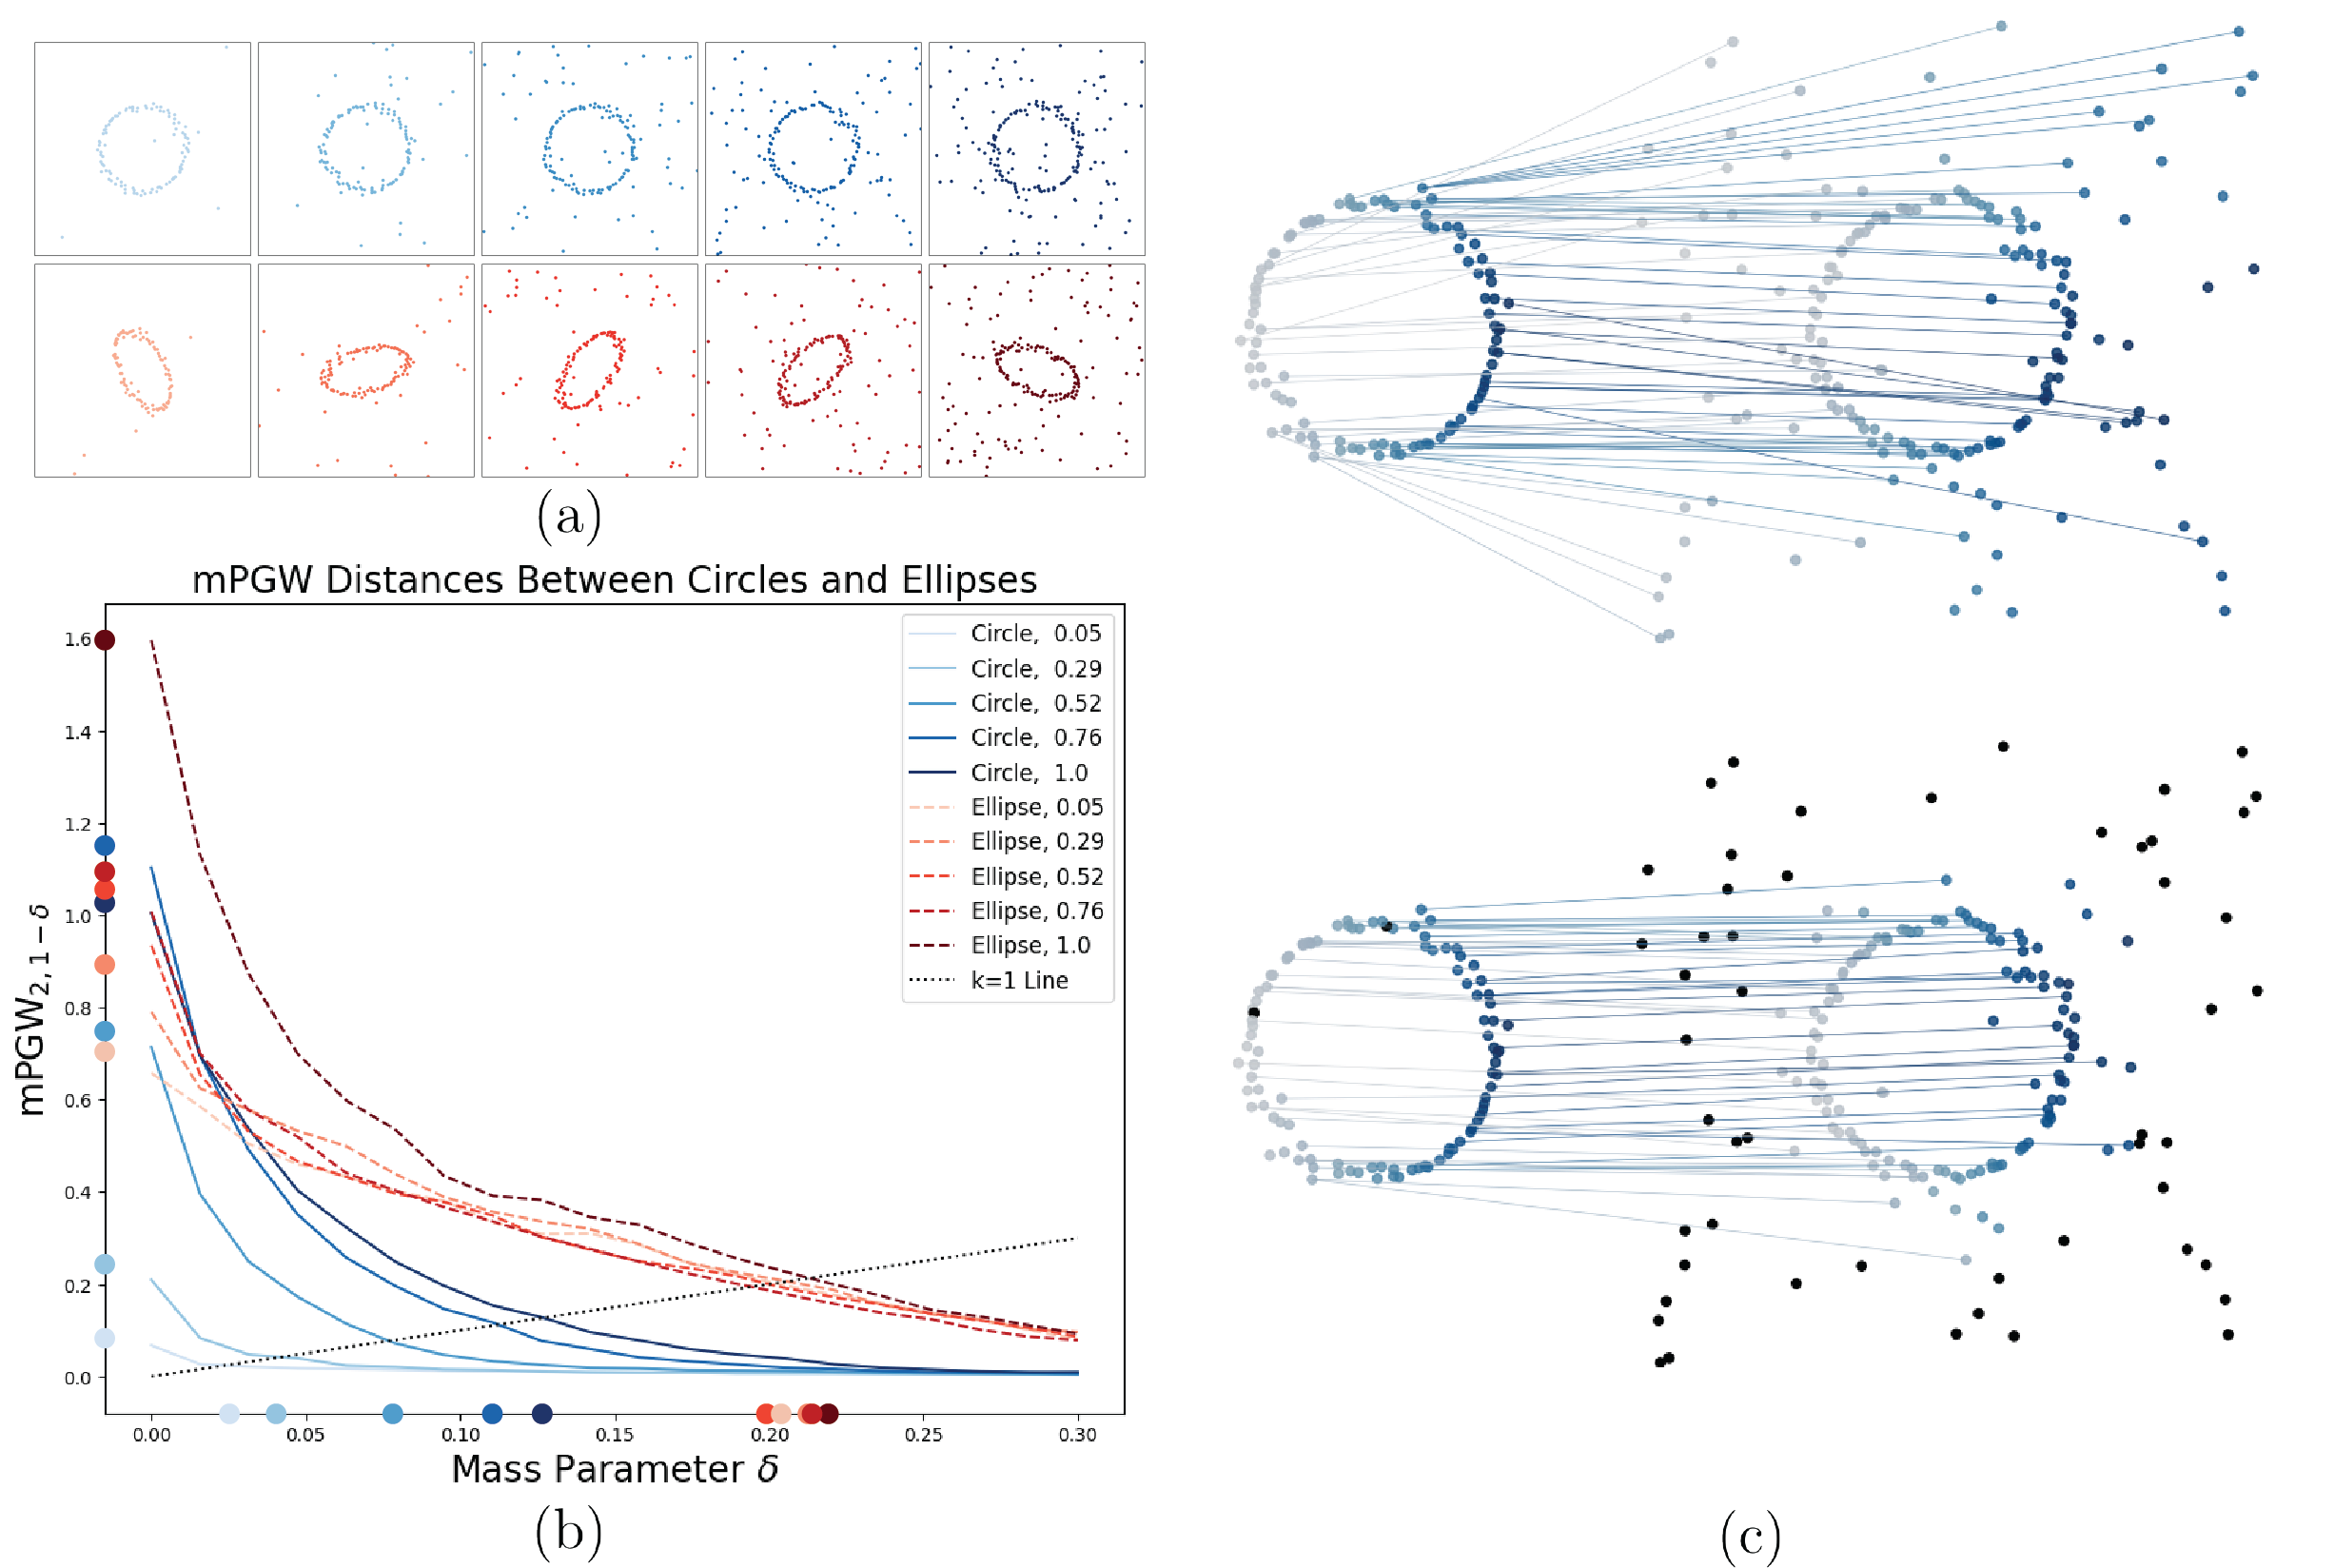 (a)
mPGW Distances Between Circles and Ellipses
mPGW2, 1 − δ
1.6
1.4
1.2
1.0
0.8
0.6
0.4
0.2
0.0
Circle, 0.05
Circle, 0.29
Circle, 0.52
Circle, 0.76
Circle, 1.0
Ellipse, 0.05
Ellipse, 0.29
Ellipse, 0.52
Ellipse, 0.76
Ellipse, 1.0
k=1 Line
0.00 0.05 0.10 0.15 0.20 0.25 0.30
Mass Parameter δ
(b)
(c)